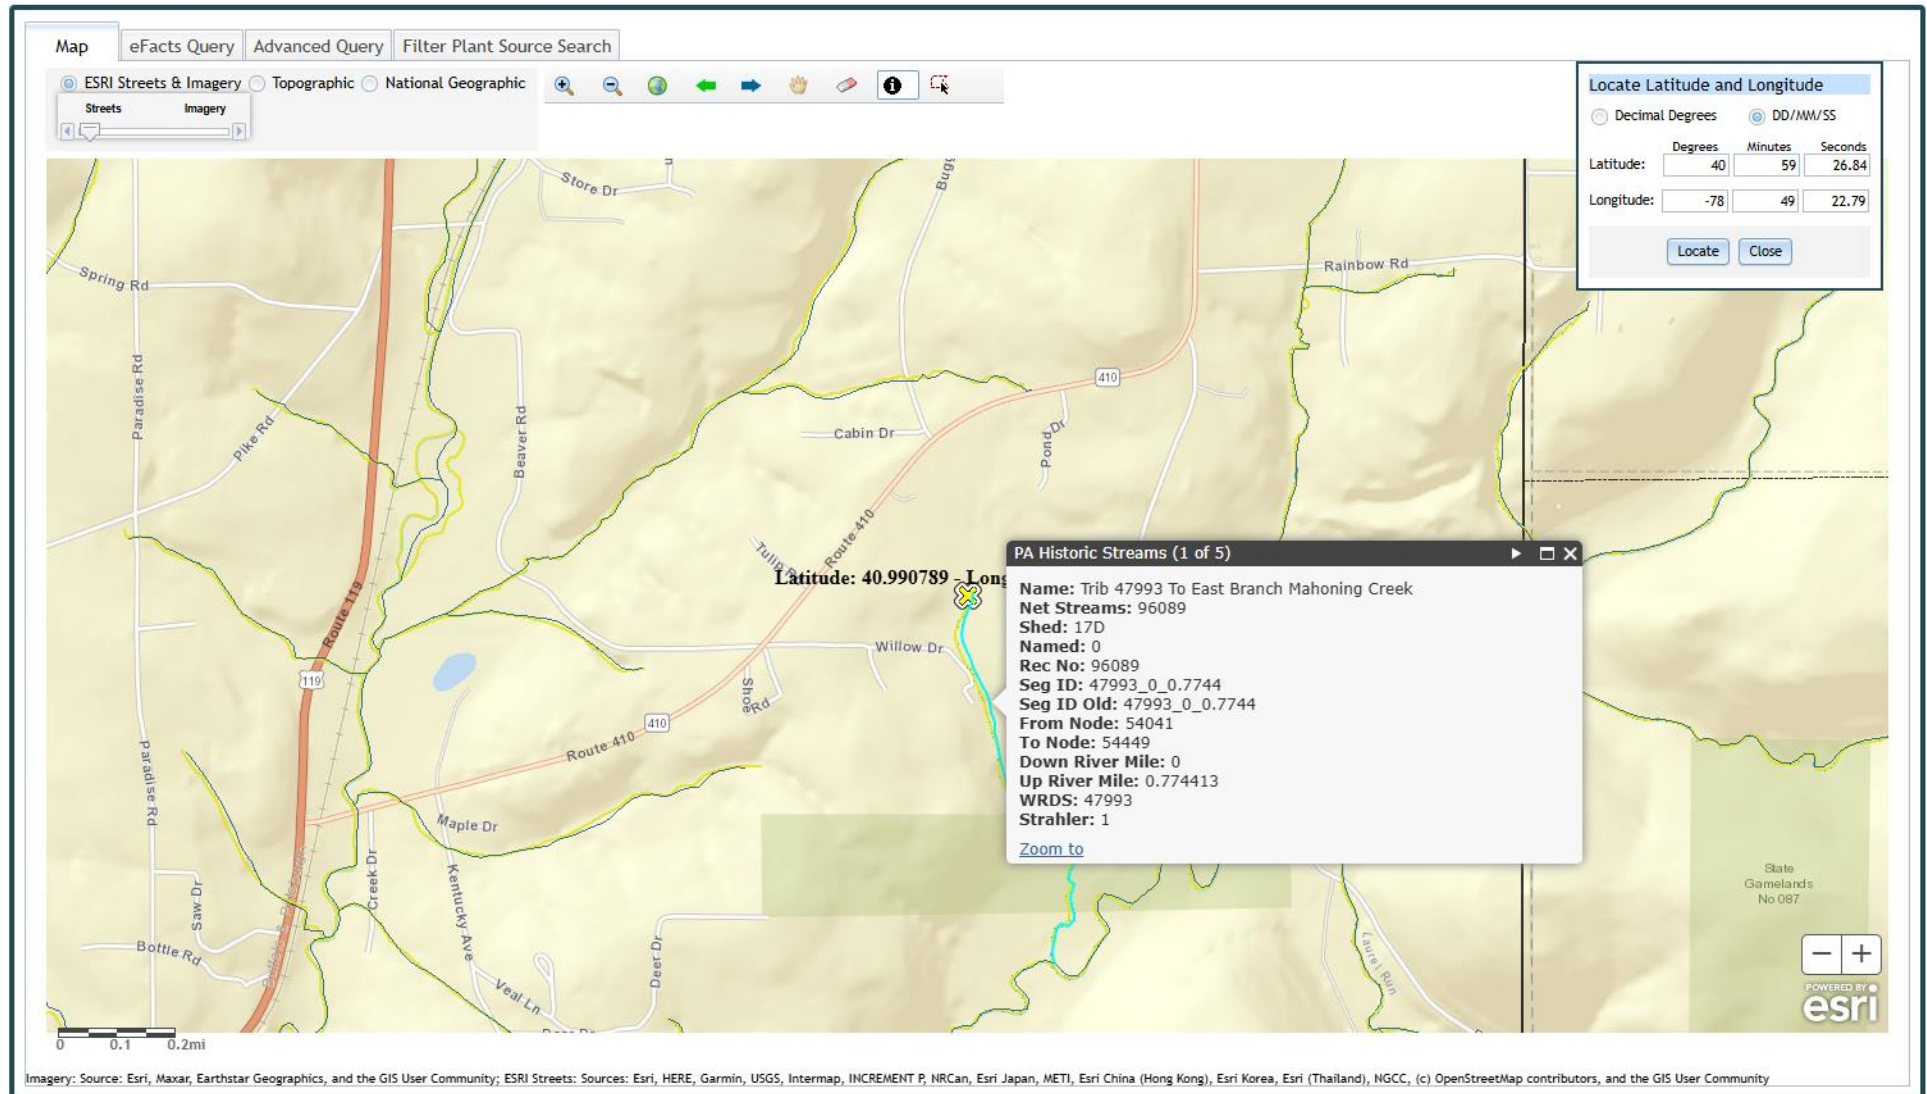 Map eFacts Query Advanced Query Filter Plant Source Search
ESRI Streets & Imagery Topographic National Geographic
Streets Imagery
Locate Latitude and Longitude
Decimal Degrees DD/MM/SS
Degrees Minutes Seconds
Latitude: 40 59 26.84
Longitude: -78 49 22.79
Locate Close
Store Dr
Bugg
Spring Rd
Rainbow Rd
Paradise Rd
Pike Rd
Beaver Rd
410
Cabin Dr
Pond Dr
Route 410
Tulip
Latitude: 40.990789 - Long
Route 119
119
Willow Dr
Shoe Rd
410
Route 410
Paradise Rd
Maple Dr
Kentucky Ave
Creek Dr
Saw Dr
Bottle Rd
Veal Ln
Deer Dr
Laurel Run
State
Gamelands
No 087
PA Historic Streams (1 of 5)
Name: Trib 47993 To East Branch Mahoning Creek
Net Streams: 96089
Shed: 17D
Named: 0
Rec No: 96089
Seg ID: 47993_0_0.7744
Seg ID Old: 47993_0_0.7744
From Node: 54041
To Node: 54449
Down River Mile: 0
Up River Mile: 0.774413
WRDS: 47993
Strahler: 1
Zoom to
POWERED BY
esri
0 0.1 0.2mi
Imagery: Source: Esri, Maxar, Earthstar Geographics, and the GIS User Community; ESRI Streets: Sources: Esri, HERE, Garmin, USGS, Intermap, INCREMENT P, NRCan, Esri Japan, METI, Esri China (Hong Kong), Esri Korea, Esri (Thailand), NGCC, (c) OpenStreetMap contributors, and the GIS User Community